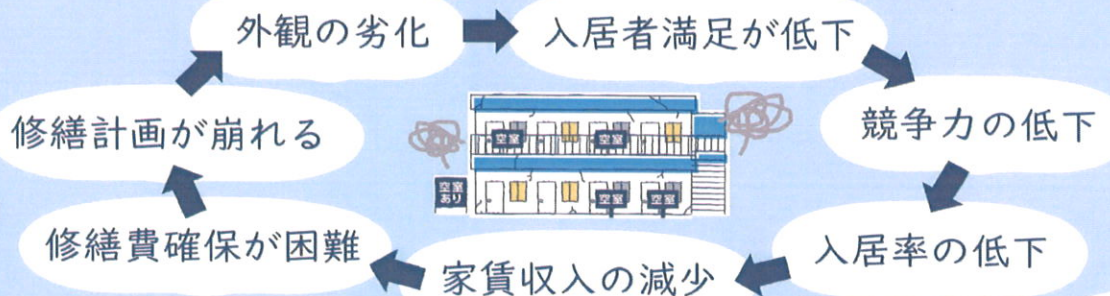 外観の劣化
入居者満足が低下
競争力の低下
入居率の低下
家賃収入の減少
修繕費確保が困難
修繕計画が崩れる
空室
空室
空室
あり
空室
空室